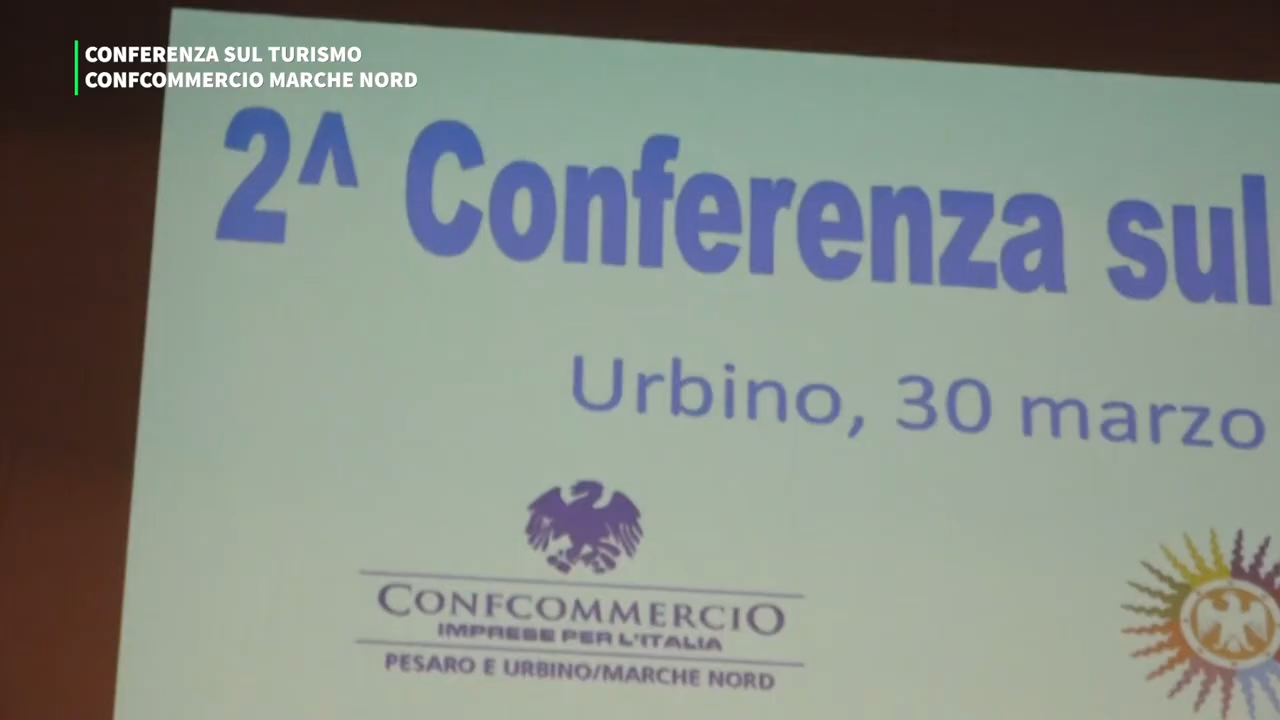 CONFERENZA SUL TURISMO
CONFCOMMERCIO MARCHE NORD
2^ Conferenza sul
Urbino, 30 marzo
CONFCOMMERCIO
IMPRESE PER L'ITALIA
PESARO E URBINO/MARCHE NORD